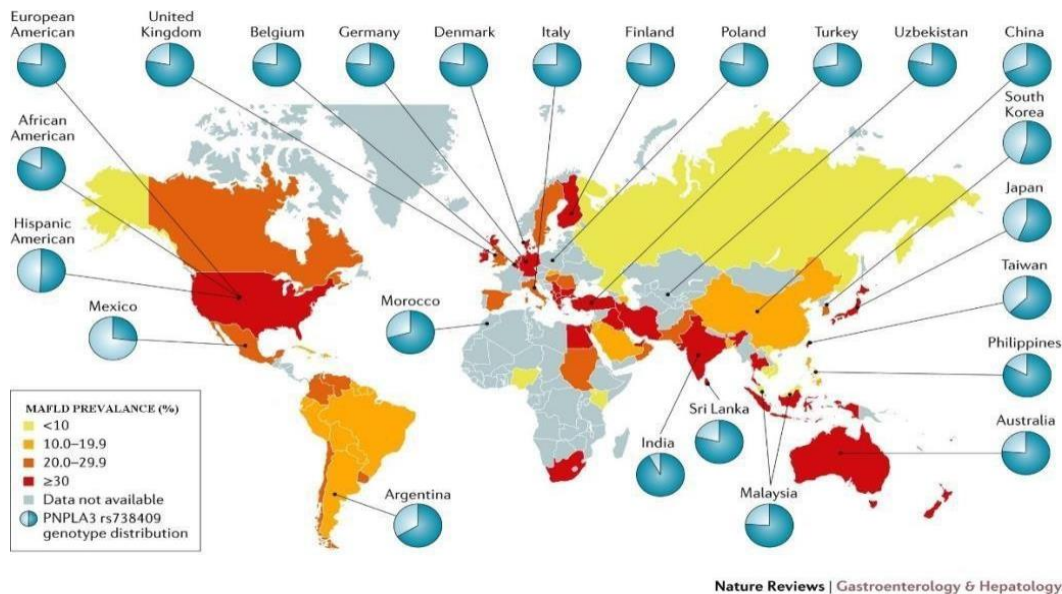 European
American
United
Kingdom
Belgium
Germany
Denmark
Italy
Finland
Poland
Turkey
Uzbekistan
China
South
Korea
African
American
Japan
Hispanic
American
Taiwan
Mexico
Morocco
Philippines
MAFLD PREVALANCE (%)
<10
10.0–19.9
20.0–29.9
≥30
Data not available
PNPLA3 rs738409
genotype distribution
Sri Lanka
India
Australia
Malaysia
Argentina
Nature Reviews | Gastroenterology & Hepatology